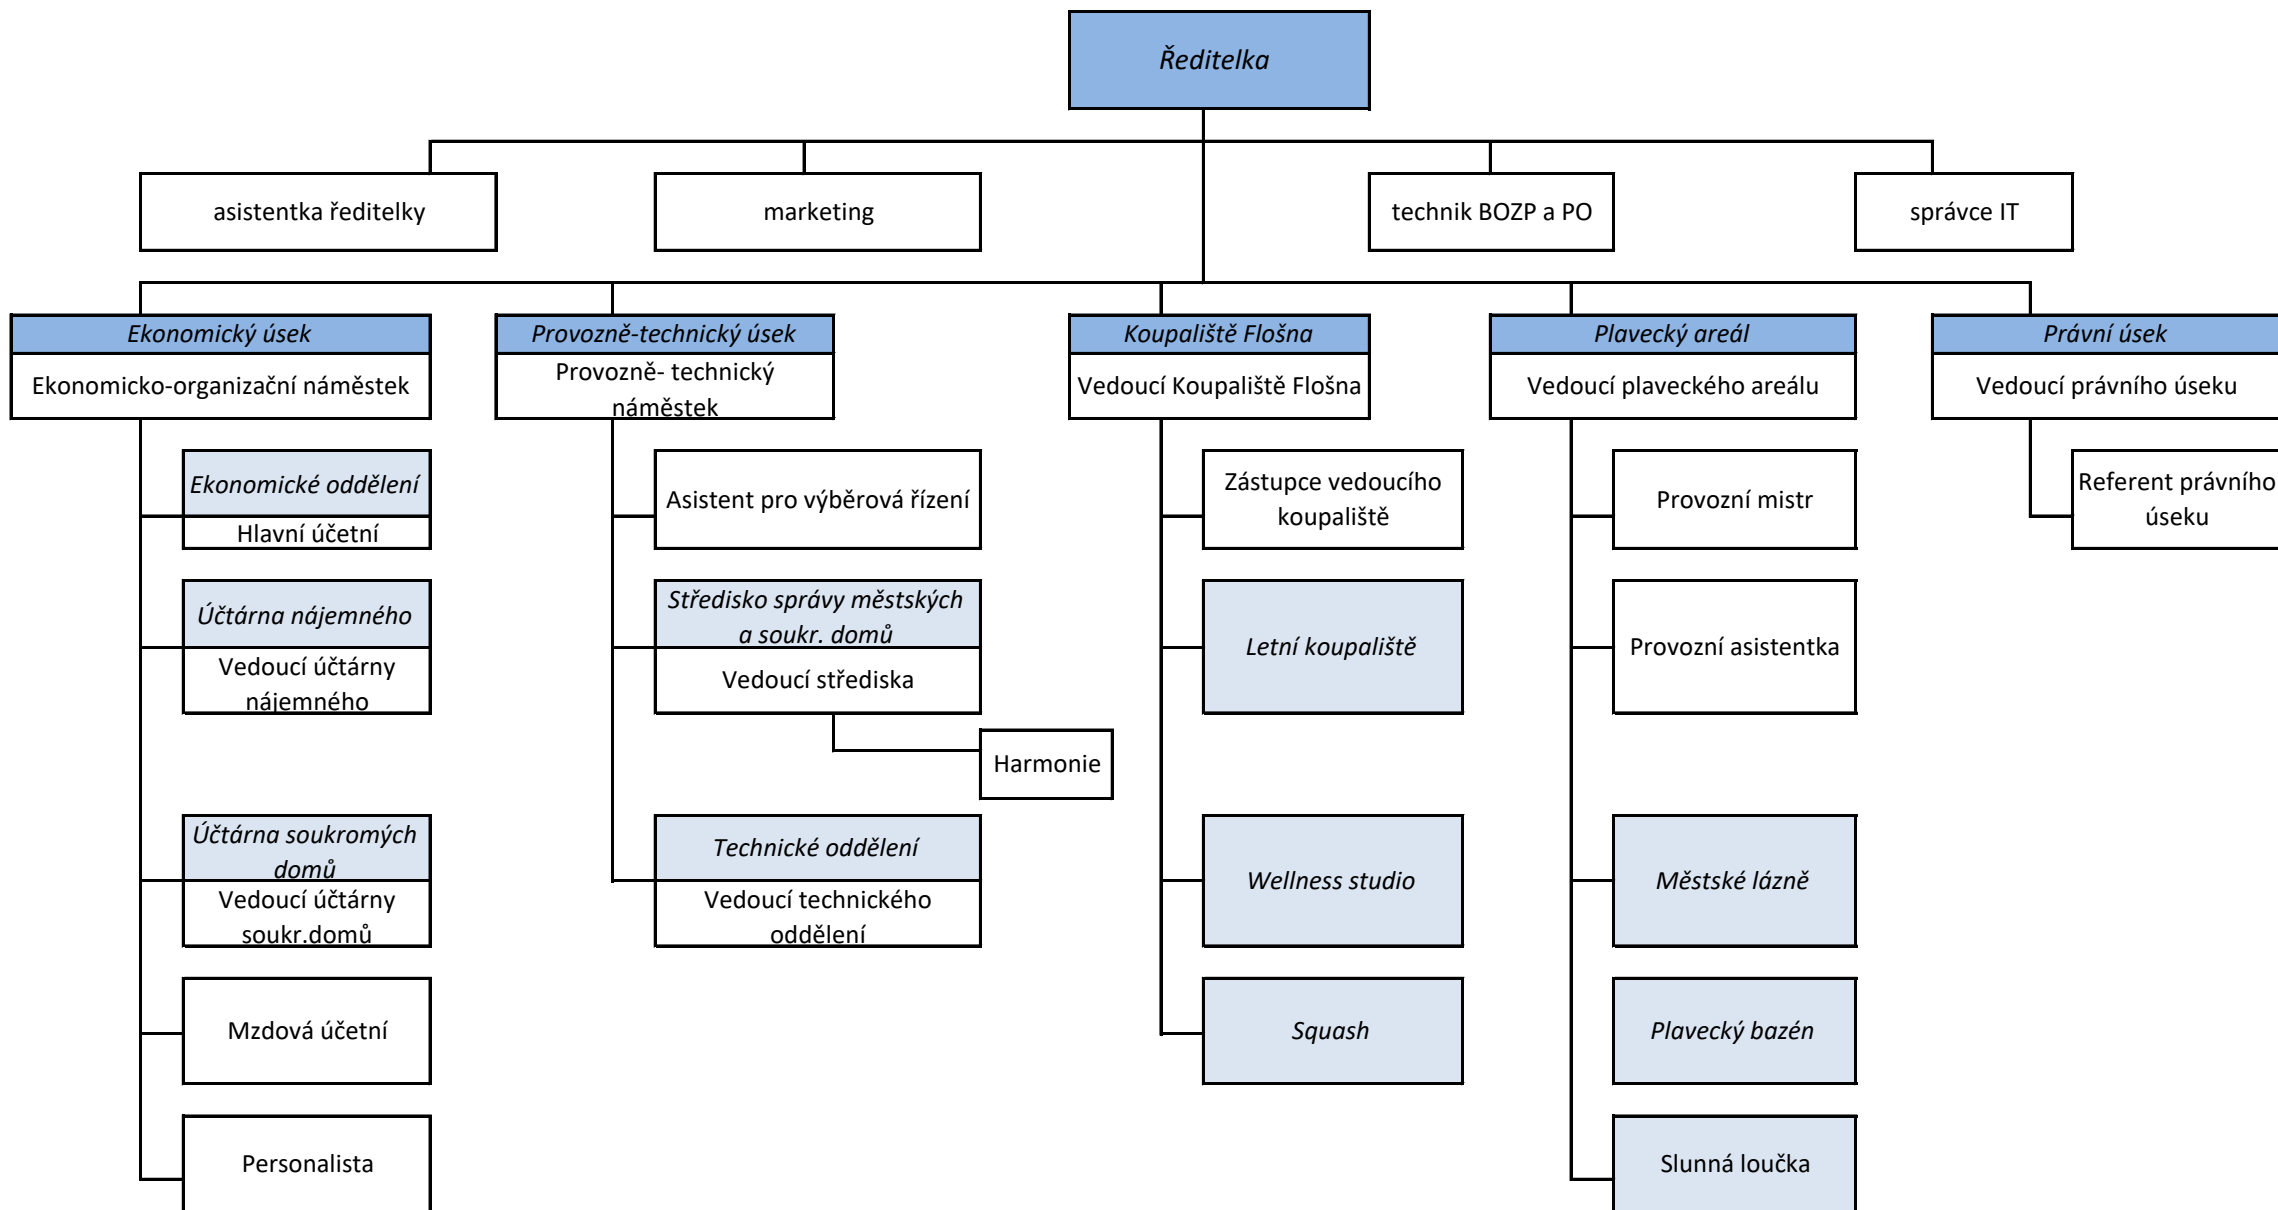 Ředitelka
asistentka ředitelky
marketing
technik BOZP a PO
správce IT
Ekonomický úsek
Ekonomicko-organizační náměstek
Provozně-technický úsek
Provozně- technický
náměstek
Koupaliště Flošna
Vedoucí Koupaliště Flošna
Plavecký areál
Vedoucí plaveckého areálu
Právní úsek
Vedoucí právního úseku
Ekonomické oddělení
Hlavní účetní
Asistent pro výběrová řízení
Zástupce vedoucího
koupaliště
Provozní mistr
Referent právního
úseku
Účtárna nájemného
Vedoucí účtárny
nájemného
Středisko správy městských
a soukr. domů
Vedoucí střediska
Letní koupaliště
Provozní asistentka
Harmonie
Účtárna soukromých
domů
Vedoucí účtárny
soukr.domů
Technické oddělení
Vedoucí technického
oddělení
Wellness studio
Městské lázně
Mzdová účetní
Squash
Plavecký bazén
Personalista
Slunná loučka